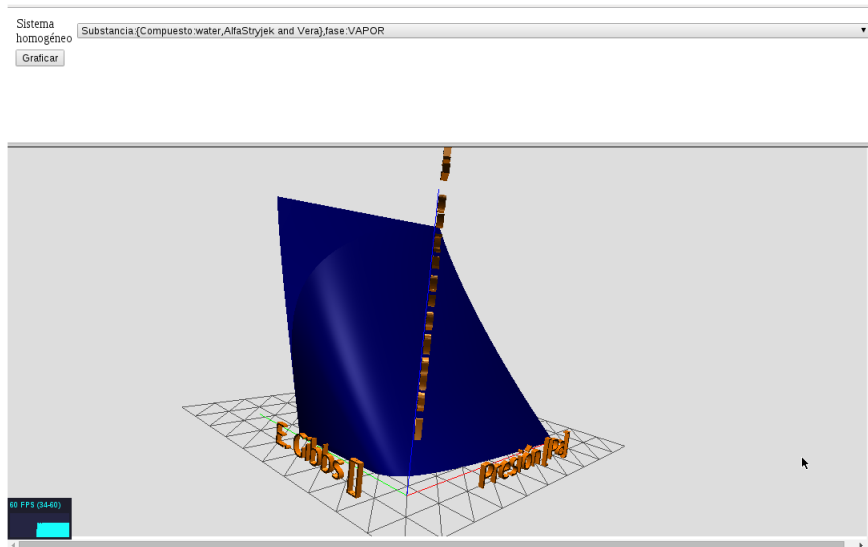 Sistema
homogéneo
Substancia:{Compuesto:water,AlfaStryjek and Vera},fase:VAPOR
Graficar
E. Gibbs []
Presión [Pa]
60 FPS (34-60)